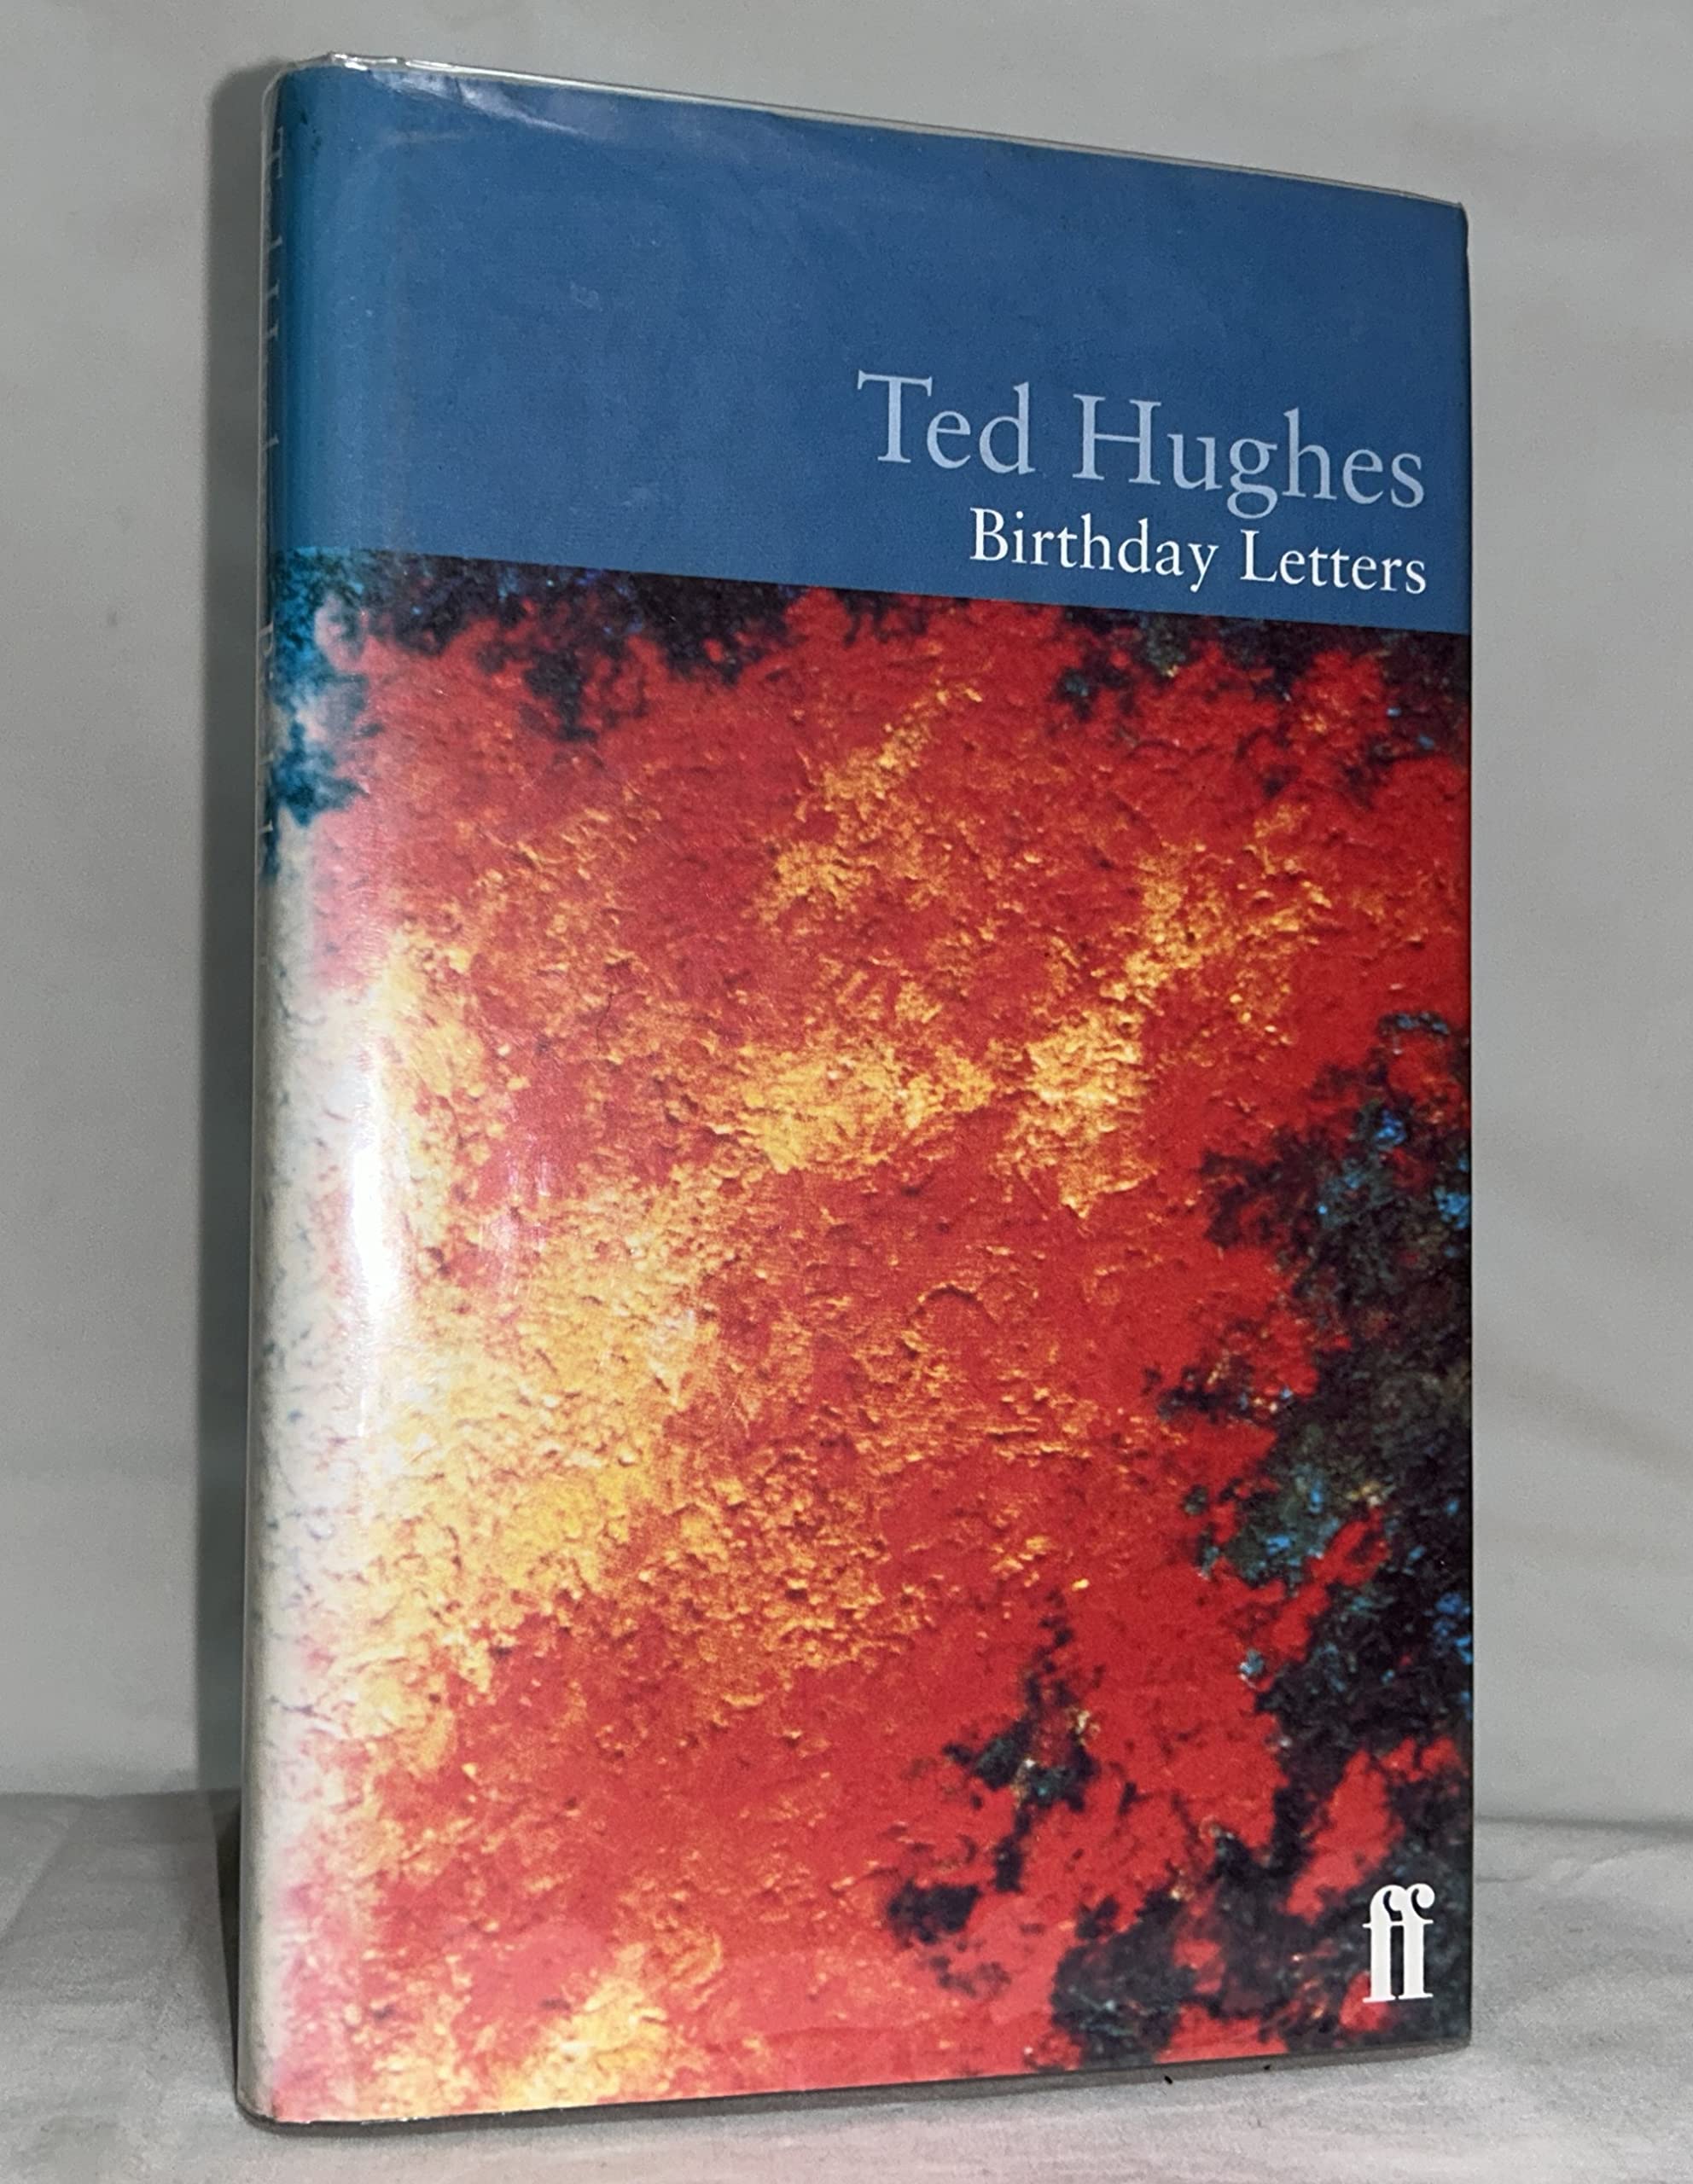 Ted Hughes
Birthday Letters
ff